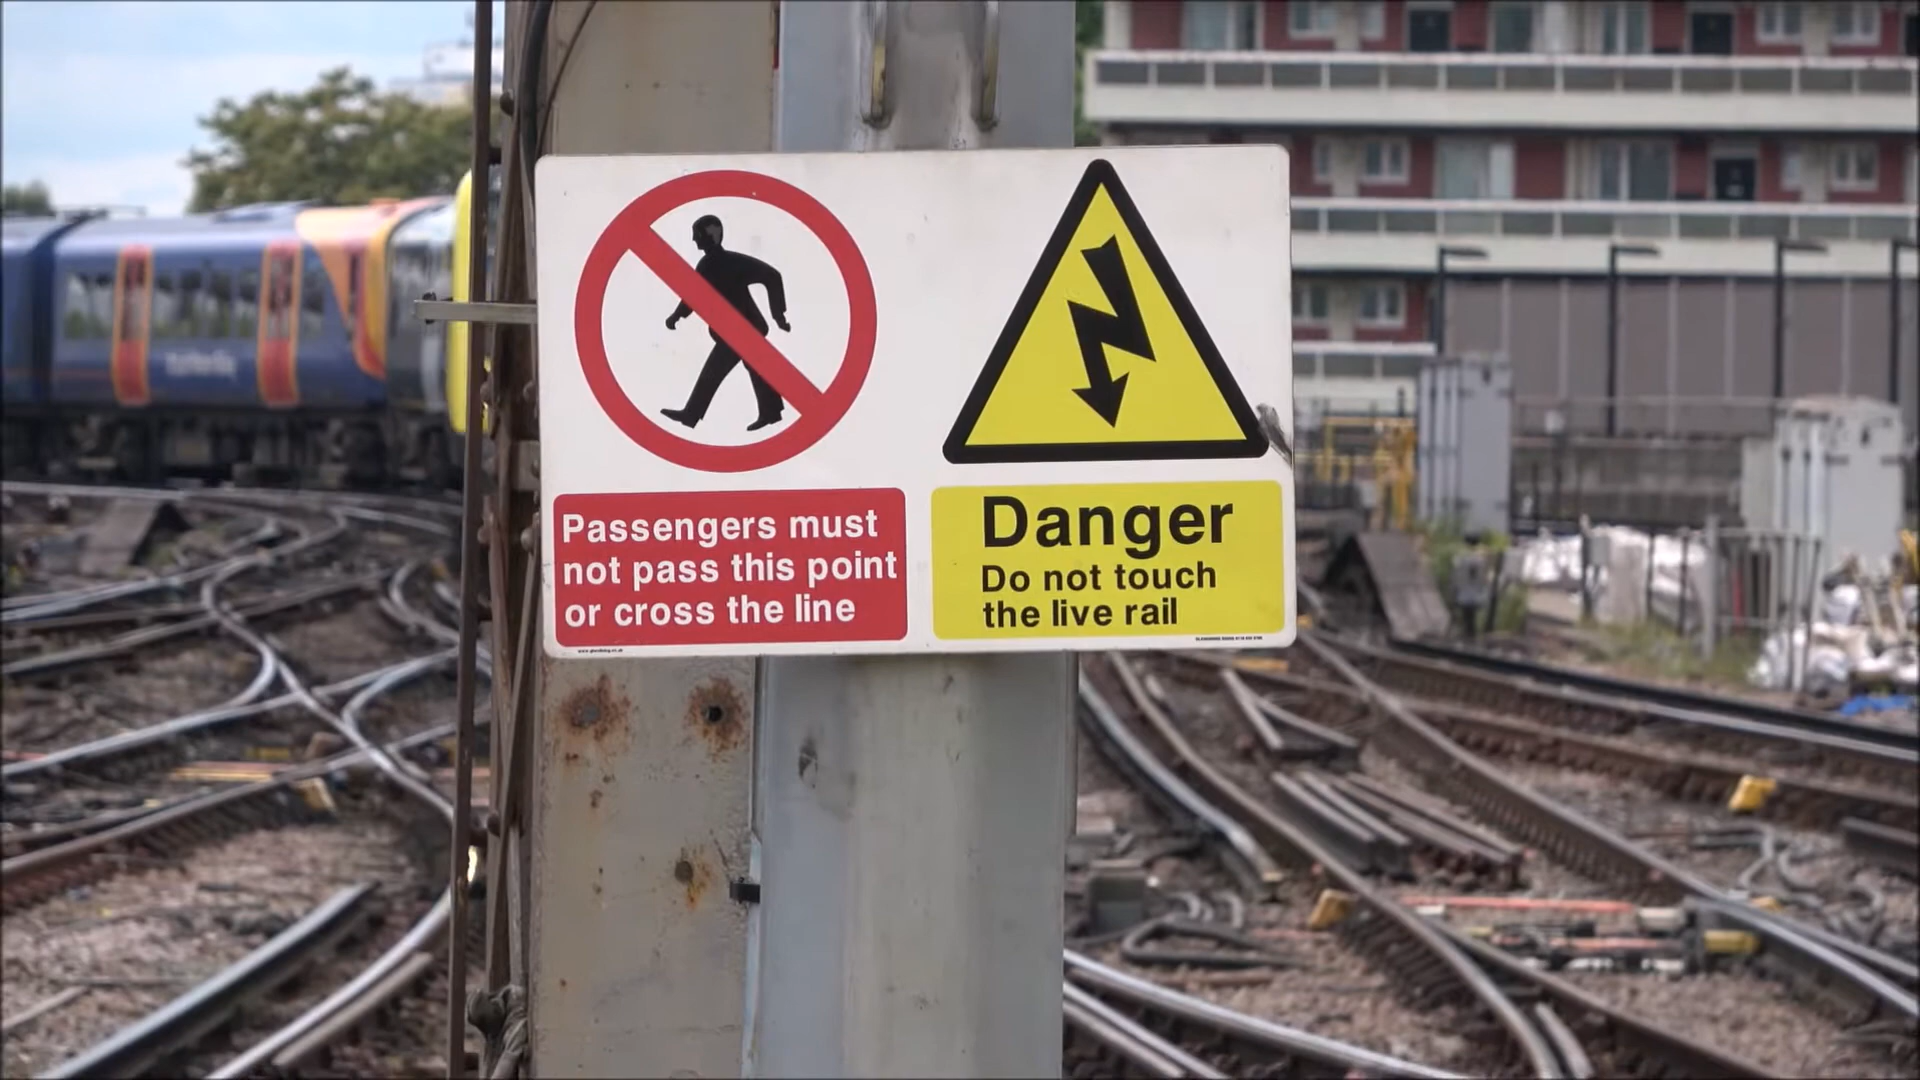 Passengers must
not pass this point
or cross the line
Danger
Do not touch
the live rail